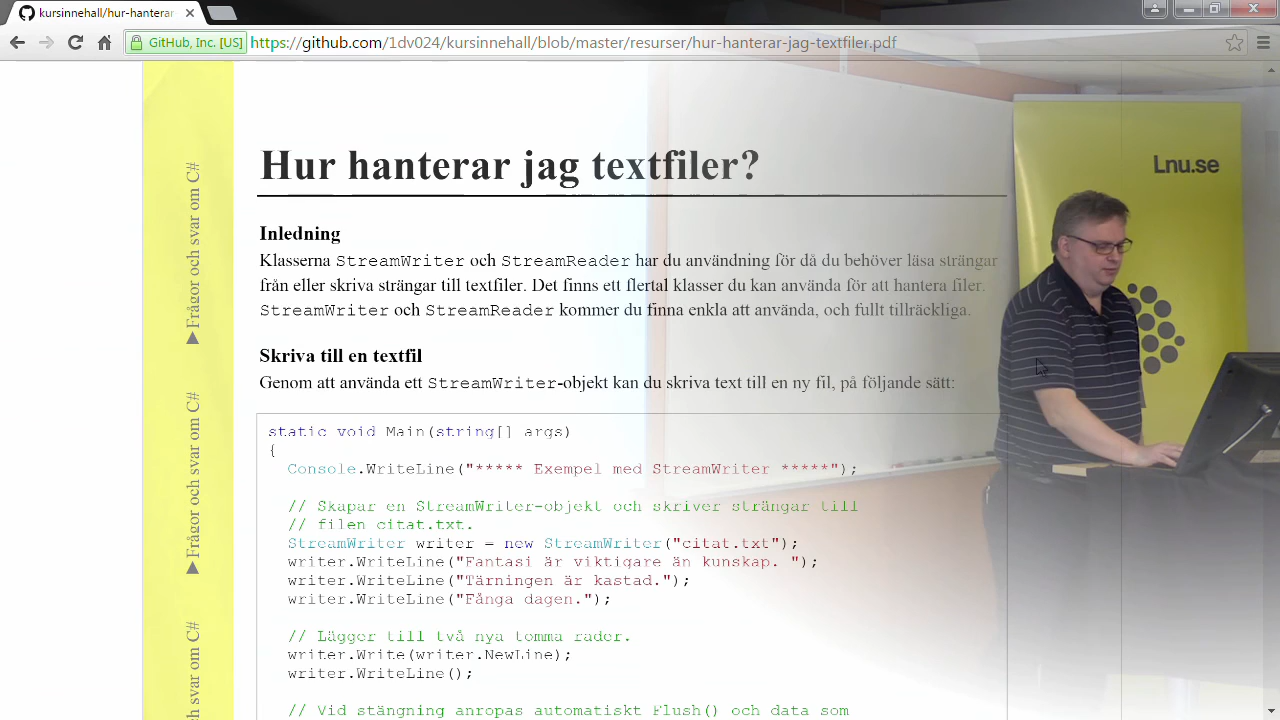 kursinnehall/hur-hanterar
GitHub, Inc. [US]
https://github.com/1dv024/kursinnehall/blob/master/resurser/hur-hanterar-jag-textfiler.pdf
Frågor och svar om C#
Frågor och svar om C#
och svar om C#
Hur hanterar jag textfiler?
Inledning
Klasserna StreamWriter och StreamReader har du användning för då du behöver läsa strängar
från eller skriva strängar till textfiler. Det finns ett flertal klasser du kan använda för att hantera filer.
StreamWriter och StreamReader kommer du finna enkla att använda, och fullt tillräckliga.
Skriva till en textfil
Genom att använda ett StreamWriter-objekt kan du skriva text till en ny fil, på följande sätt:
static void Main(string[] args)
{
Console.WriteLine("***** Exempel med StreamWriter *****");
// Skapar en StreamWriter-objekt och skriver strängar till
// filen citat.txt.
StreamWriter writer = new StreamWriter("citat.txt");
writer.WriteLine("Fantasi är viktigare än kunskap. ");
writer.WriteLine("Tärningen är kastad.");
writer.WriteLine("Fånga dagen.");
// Lägger till två nya tomma rader.
writer.Write(writer.NewLine);
writer.WriteLine();
// Vid stängning anropas automatiskt Flush() och data som
Lnu.se